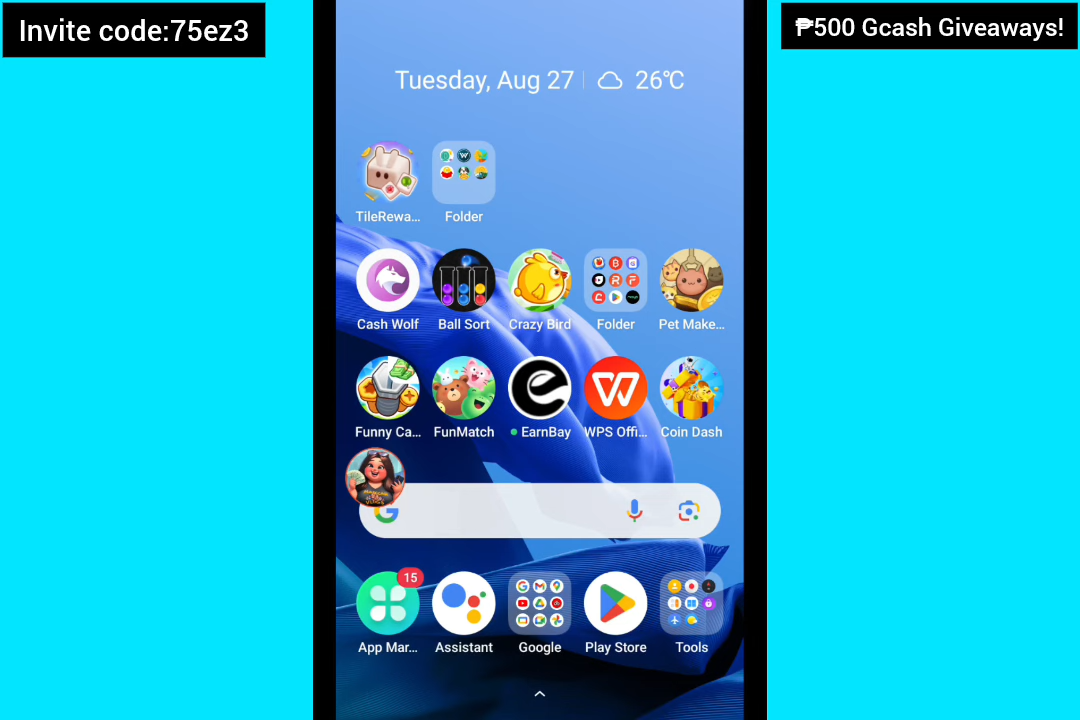 Invite code:75ez3
₱500 Gcash Giveaways!
Tuesday, Aug 27 26°C
TileRewa... Folder
Cash Wolf Ball Sort Crazy Bird Folder Pet Make...
Funny Ca... FunMatch EarnBay WPS Offi... Coin Dash
15
App Mar... Assistant Google Play Store Tools